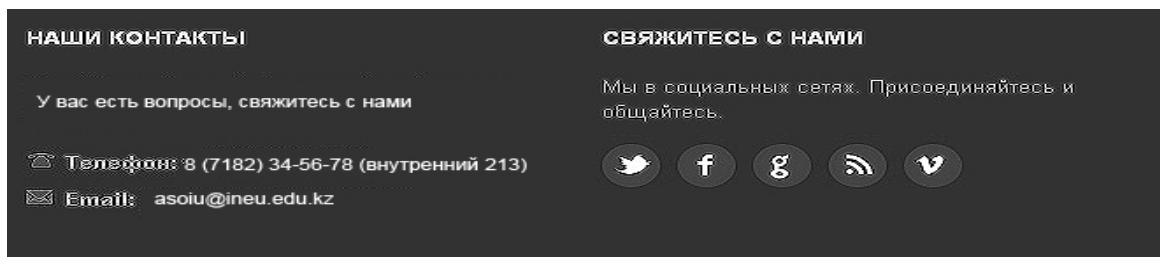 НАШИ КОНТАКТЫ
У вас есть вопросы, свяжитесь с нами
Телефон: 8 (7182) 34-56-78 (внутренний 213)
Email: asoiu@ineu.edu.kz
СВЯЖИТЕСЬ С НАМИ
Мы в социальных сетях. Присоединяйтесь и
общайтесь.